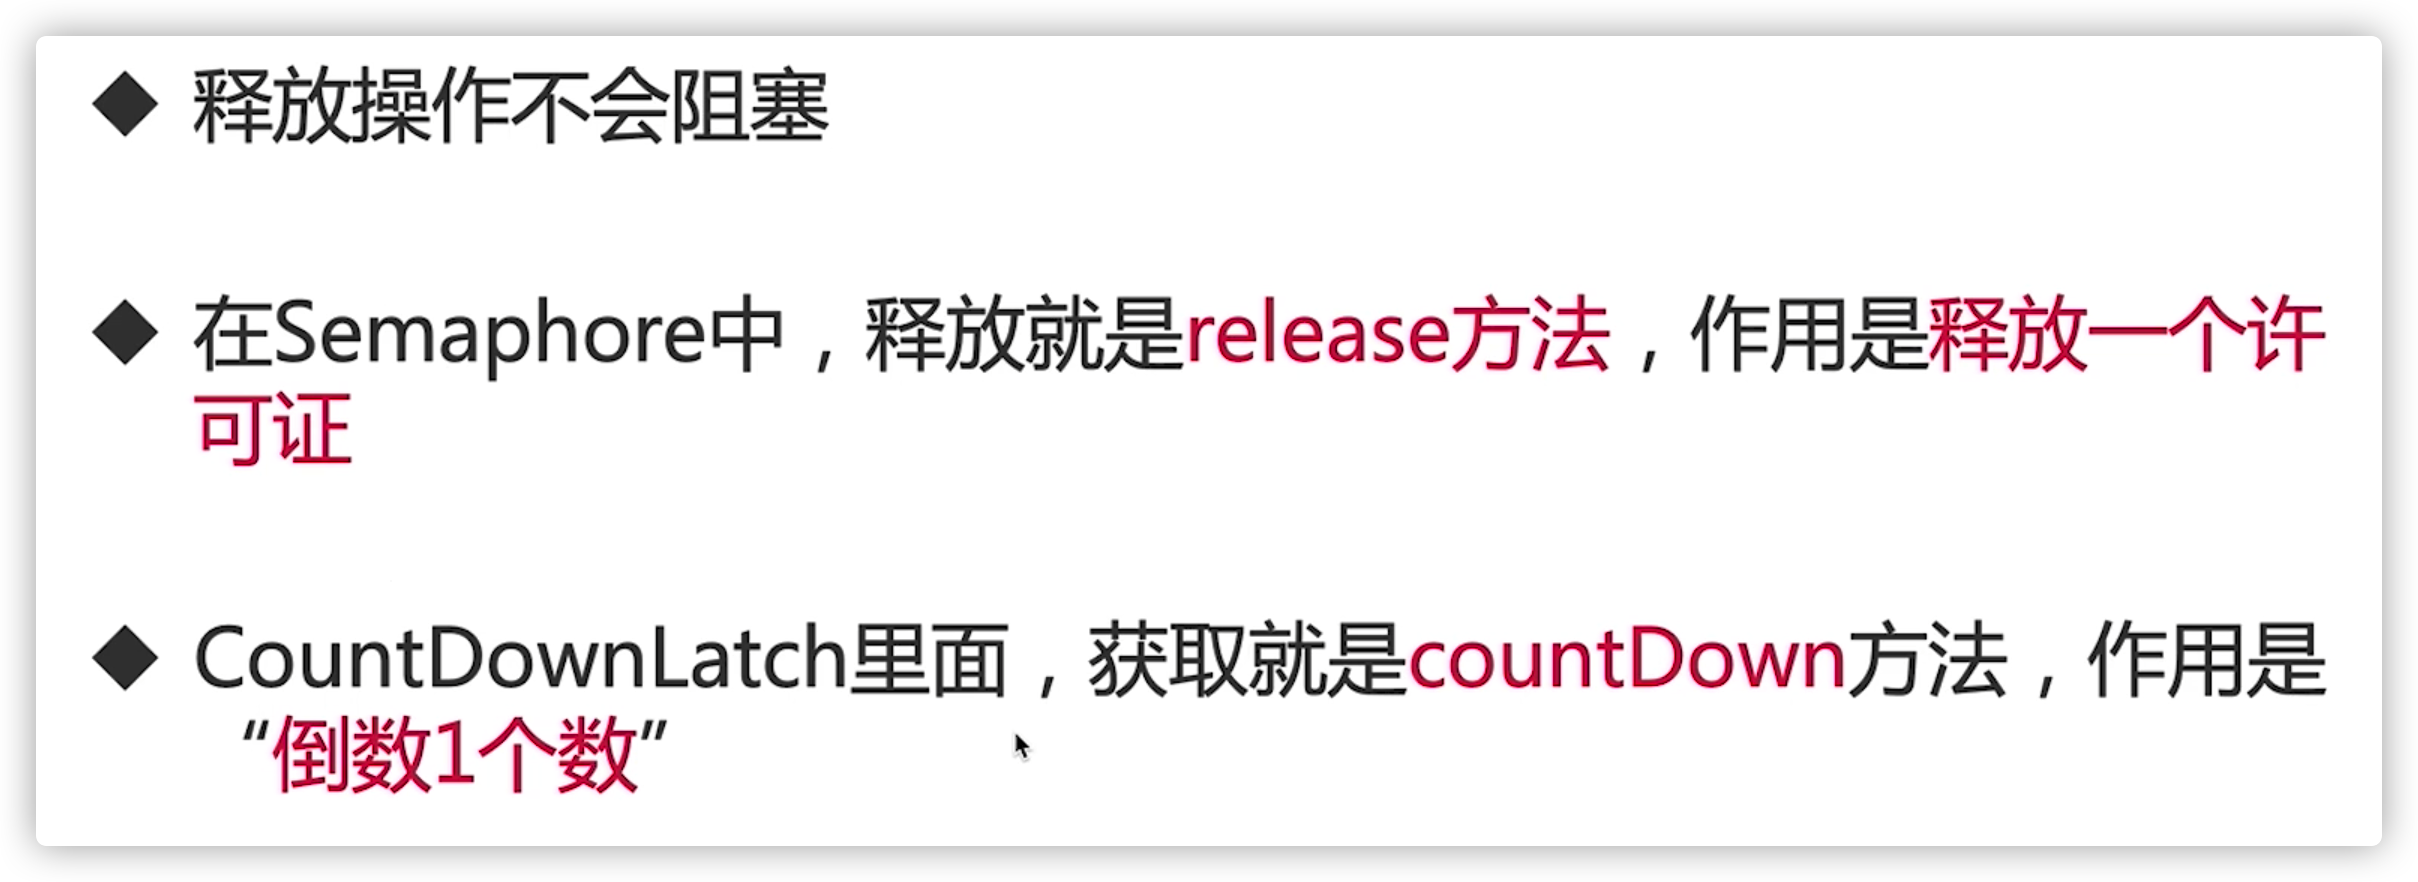 ◆ 释放操作不会阻塞
◆ 在Semaphore中，释放就是release方法，作用是释放一个许
可证
◆ CountDownLatch里面，获取就是countDown方法，作用是
“倒数1个数”